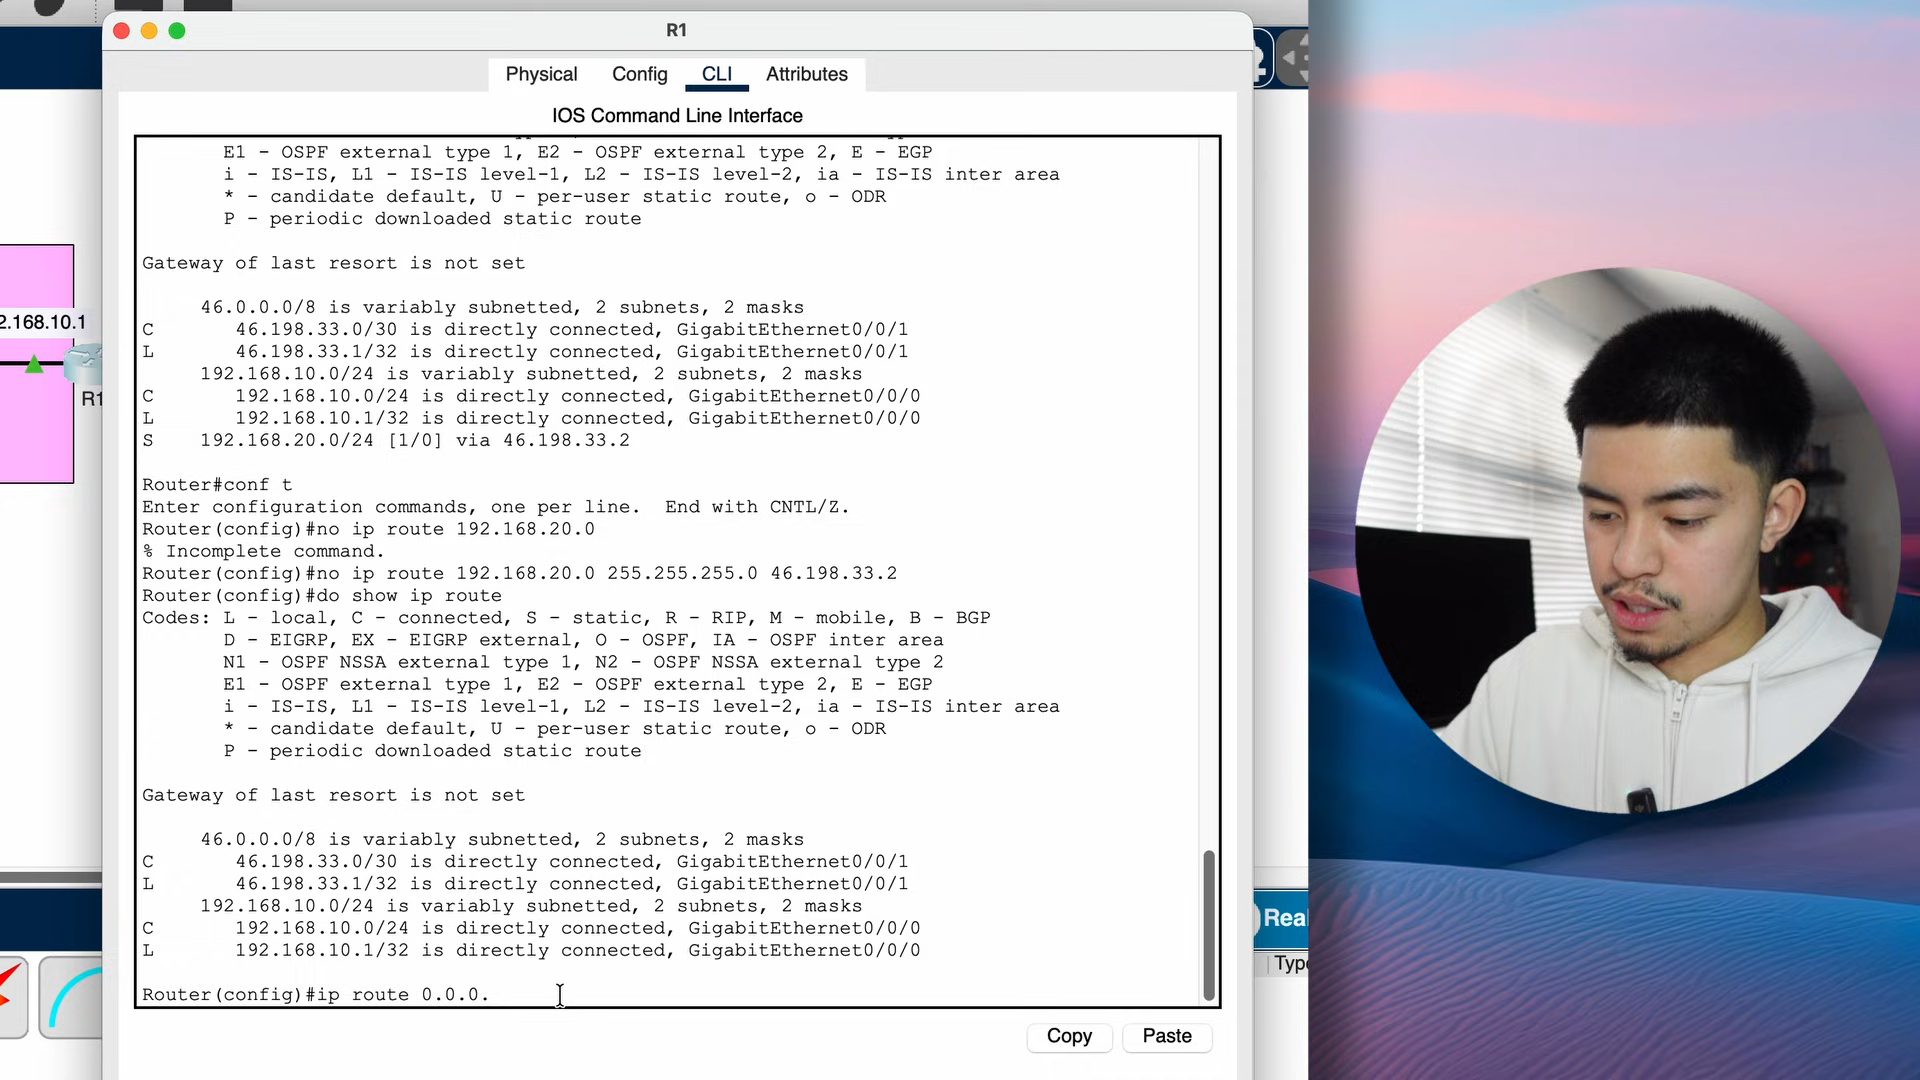 R1
Physical Config CLI Attributes
IOS Command Line Interface
E1 - OSPF external type 1, E2 - OSPF external type 2, E - EGP
i - IS-IS, L1 - IS-IS level-1, L2 - IS-IS level-2, ia - IS-IS inter area
* - candidate default, U - per-user static route, o - ODR
P - periodic downloaded static route
Gateway of last resort is not set
46.0.0.0/8 is variably subnetted, 2 subnets, 2 masks
C 46.198.33.0/30 is directly connected, GigabitEthernet0/0/1
L 46.198.33.1/32 is directly connected, GigabitEthernet0/0/1
192.168.10.0/24 is variably subnetted, 2 subnets, 2 masks
C 192.168.10.0/24 is directly connected, GigabitEthernet0/0/0
L 192.168.10.1/32 is directly connected, GigabitEthernet0/0/0
S 192.168.20.0/24 [1/0] via 46.198.33.2
Router#conf t
Enter configuration commands, one per line. End with CNTL/Z.
Router(config)#no ip route 192.168.20.0
% Incomplete command.
Router(config)#no ip route 192.168.20.0 255.255.255.0 46.198.33.2
Router(config)#do show ip route
Codes: L - local, C - connected, S - static, R - RIP, M - mobile, B - BGP
D - EIGRP, EX - EIGRP external, O - OSPF, IA - OSPF inter area
N1 - OSPF NSSA external type 1, N2 - OSPF NSSA external type 2
E1 - OSPF external type 1, E2 - OSPF external type 2, E - EGP
i - IS-IS, L1 - IS-IS level-1, L2 - IS-IS level-2, ia - IS-IS inter area
* - candidate default, U - per-user static route, o - ODR
P - periodic downloaded static route
Gateway of last resort is not set
46.0.0.0/8 is variably subnetted, 2 subnets, 2 masks
C 46.198.33.0/30 is directly connected, GigabitEthernet0/0/1
L 46.198.33.1/32 is directly connected, GigabitEthernet0/0/1
192.168.10.0/24 is variably subnetted, 2 subnets, 2 masks
C 192.168.10.0/24 is directly connected, GigabitEthernet0/0/0
L 192.168.10.1/32 is directly connected, GigabitEthernet0/0/0
Router(config)#ip route 0.0.0.
Copy Paste
2.168.10.1
R1
Rea
Type